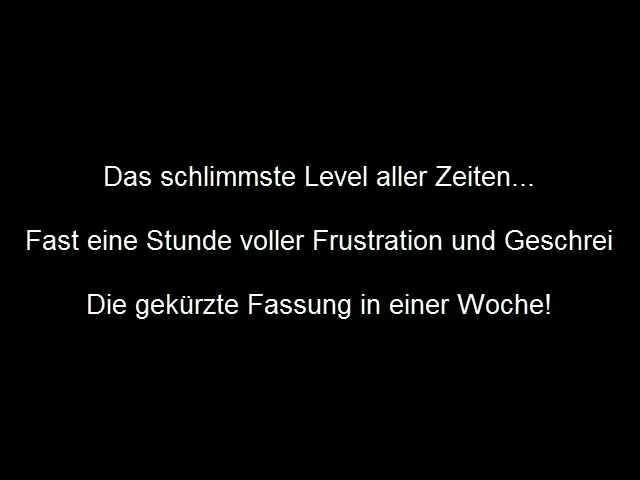 Das schlimmste Level aller Zeiten...
Fast eine Stunde voller Frustration und Geschrei
Die gekürzte Fassung in einer Woche!